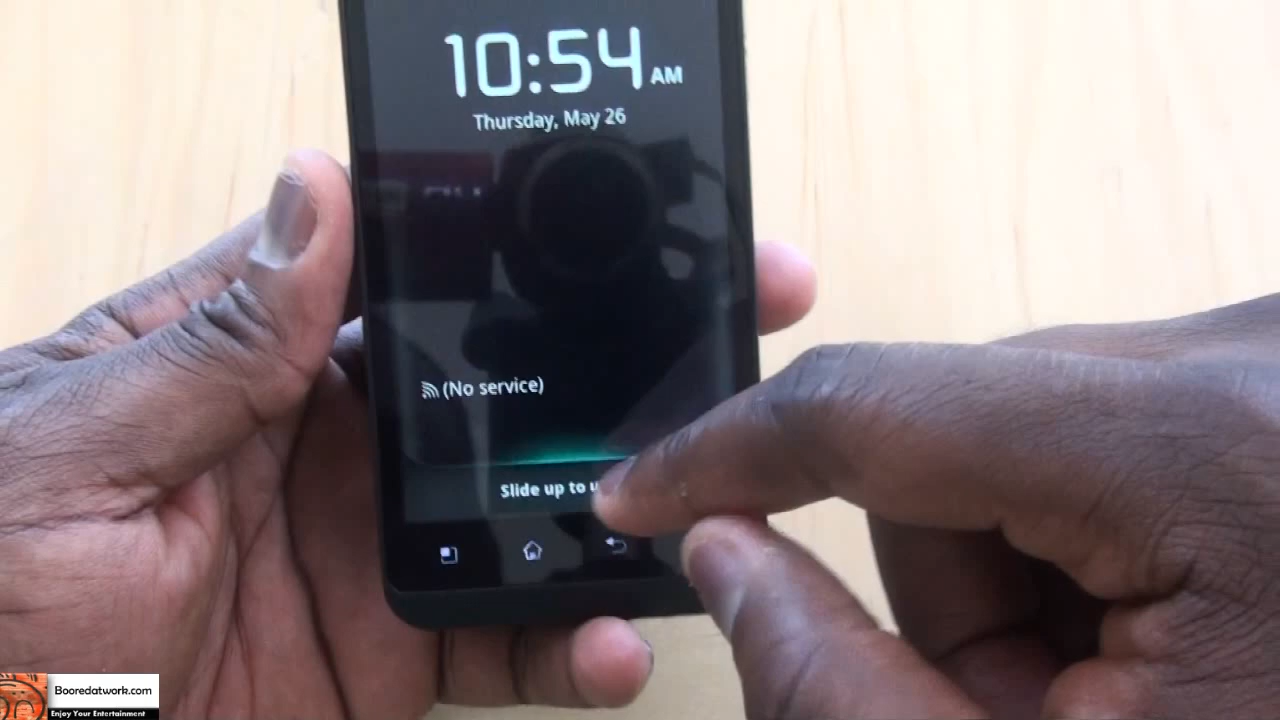 10:54 AM
Thursday, May 26
(No service)
Slide up to
Booredatwork.com
Enjoy Your Entertainment